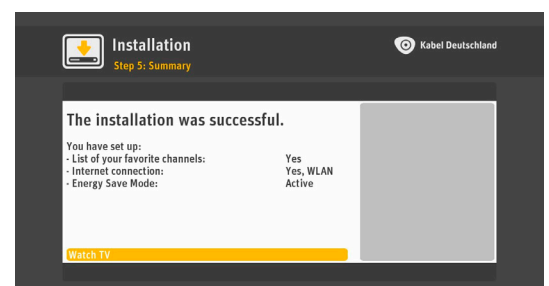 Installation
Kabel Deutschland
Step 5: Summary
The installation was successful.
You have set up:
- List of your favorite channels: Yes
- Internet connection: Yes, WLAN
- Energy Save Mode: Active
Watch TV